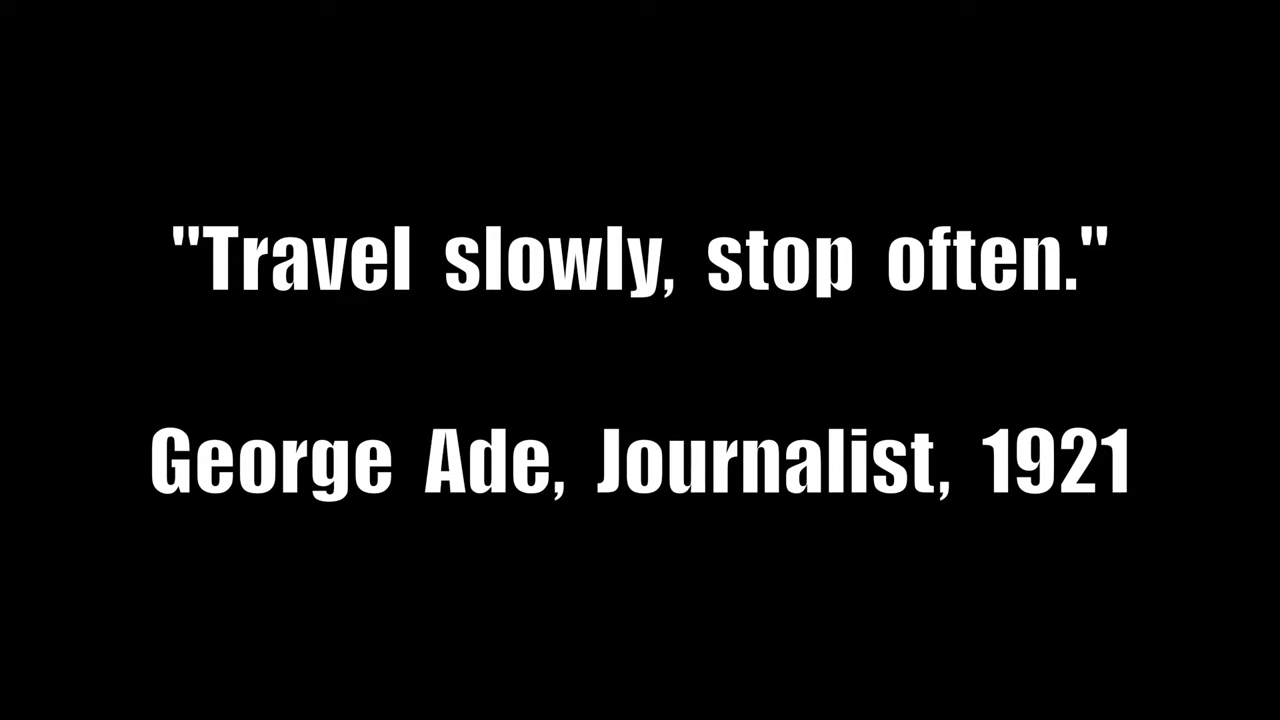 "Travel slowly, stop often."
George Ade, Journalist, 1921